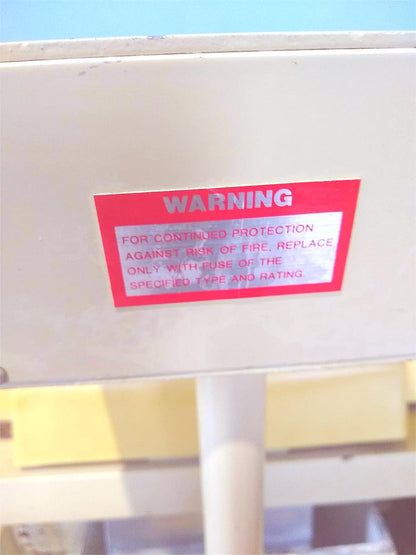 WARNING
FOR CONTINUED PROTECTION
AGAINST RISK OF FIRE, REPLACE
ONLY WITH FUSE OF THE
SPECIFIED TYPE AND RATING.